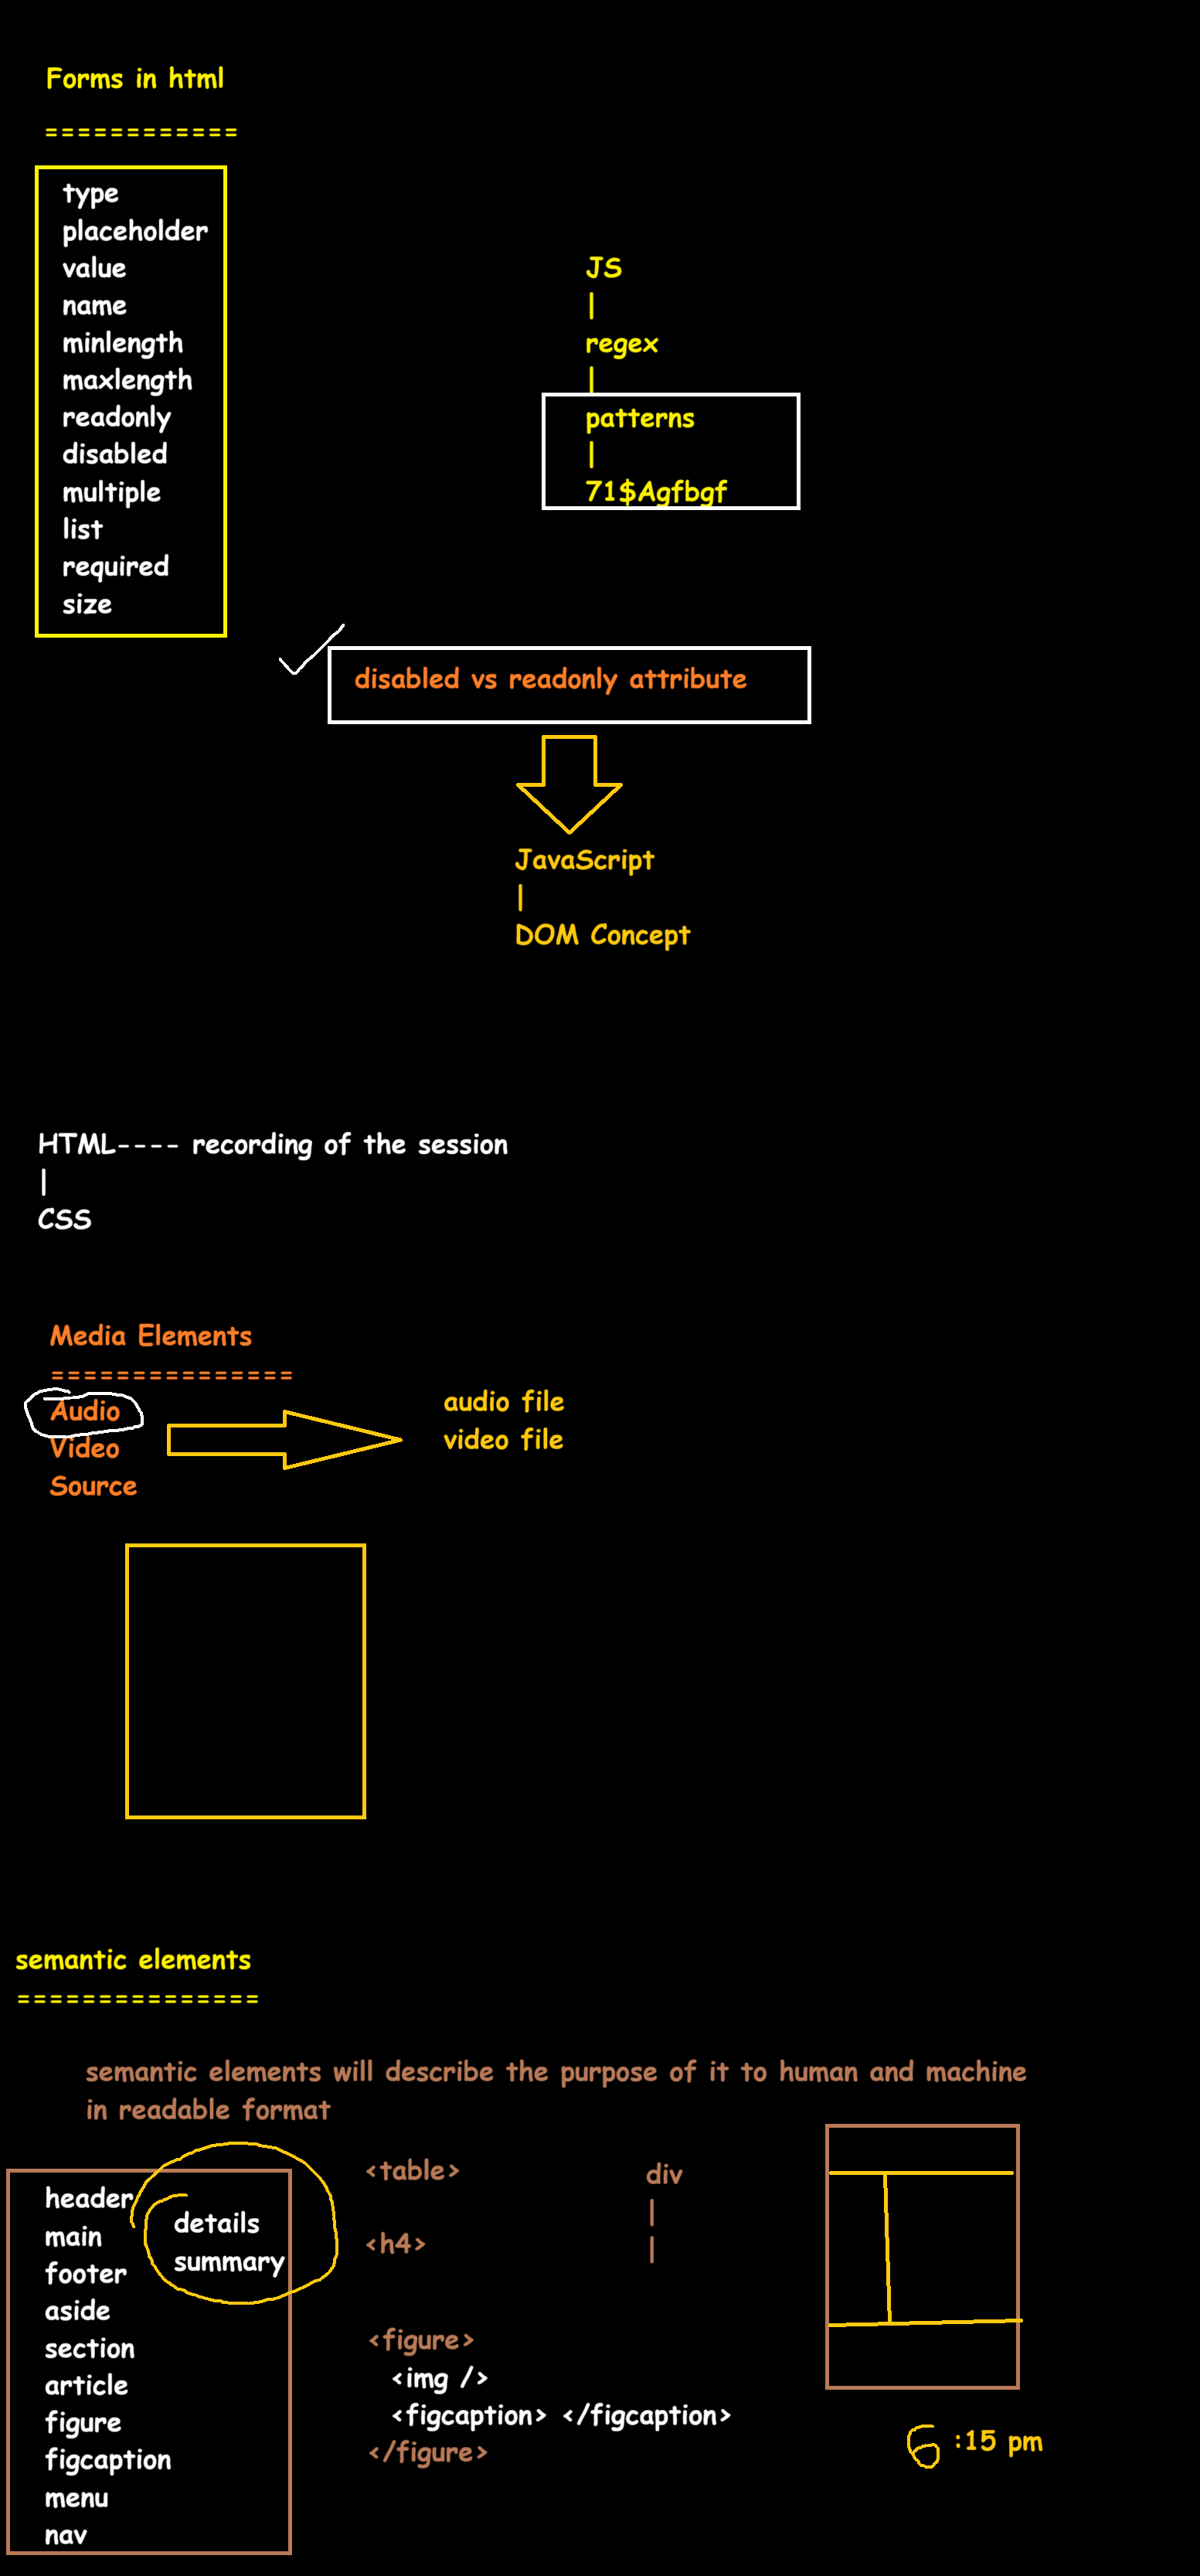 Forms in html
============
type
placeholder
value
name
minlength
maxlength
readonly
disabled
multiple
list
required
size
JS
|
regex
|
patterns
|
71$Agfbgf
disabled vs readonly attribute
JavaScript
|
DOM Concept
HTML---- recording of the session
|
CSS
Media Elements
===============
Audio
Video
Source
audio file
video file
semantic elements
===============
semantic elements will describe the purpose of it to human and machine
in readable format
header
main
footer
aside
section
article
figure
figcaption
menu
nav
details
summary
<table>
<h4>
div
|
|
<figure>
<img />
<figcaption> </figcaption>
</figure>
6 :15 pm